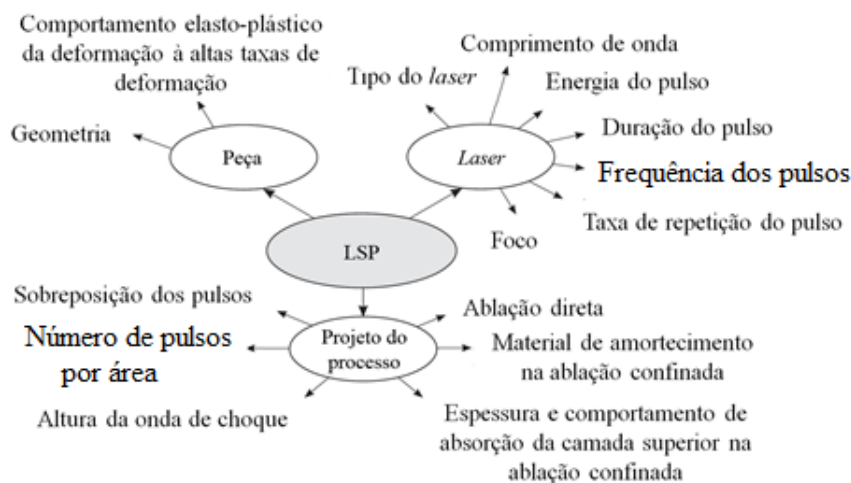 Comportamento elasto-plástico
da deformação à altas taxas de
deformação
Geometria
Peça
Comprimento de onda
Tipo do laser
Energia do pulso
Duração do pulso
Laser
Frequência dos pulsos
Taxa de repetição do pulso
Foco
LSP
Sobreposição dos pulsos
Número de pulsos
por área
Altura da onda de choque
Projeto do
processo
Ablação direta
Material de amortecimento
na ablação confinada
Espessura e comportamento de
absorção da camada superior na
ablação confinada